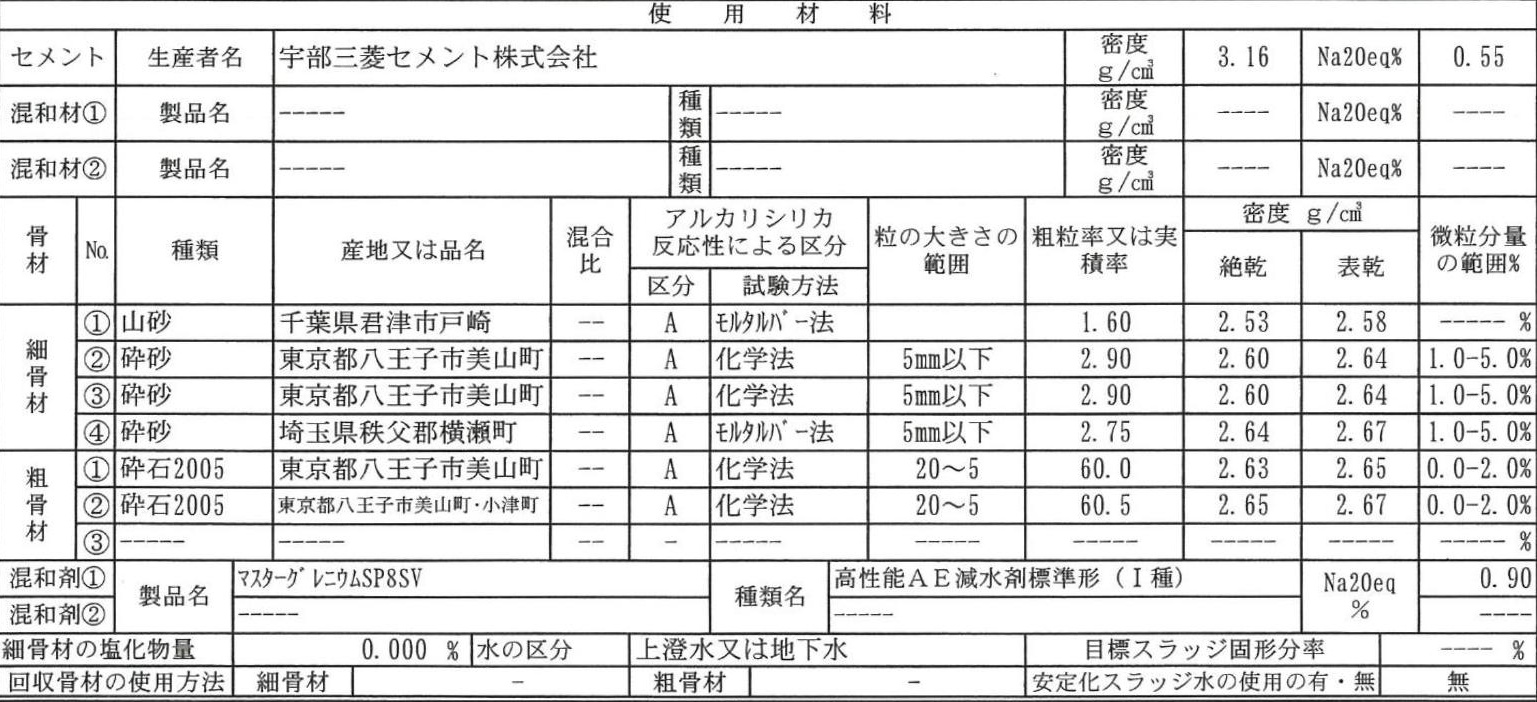 使用材料
セメント 生産者名 宇部三菱セメント株式会社 密度 g/c㎥ 3.16 Na20eq% 0.55
混和材① 製品名 ----- 種類 ----- 密度 g/c㎥ ---- Na20eq% ----
混和材② 製品名 ----- 種類 ----- 密度 g/c㎥ ---- Na20eq% ----
骨材 No. 種類 産地又は品名 混合比 アルカリシリカ反応性による区分 粒の大きさの範囲 粗粒率又は実積率 密度 g/c㎥ 微粒分量の範囲%
区分 試験方法 絶乾 表乾
細骨材 ① 山砂 千葉県君津市戸崎 -- A ﾓﾙﾀﾙﾊﾞｰ法 1.60 2.53 2.58 ----- %
② 砕砂 東京都八王子市美山町 -- A 化学法 5mm以下 2.90 2.60 2.64 1.0-5.0%
③ 砕砂 東京都八王子市美山町 -- A 化学法 5mm以下 2.90 2.60 2.64 1.0-5.0%
④ 砕砂 埼玉県秩父郡横瀬町 -- A ﾓﾙﾀﾙﾊﾞｰ法 5mm以下 2.75 2.64 2.67 1.0-5.0%
粗骨材 ① 砕石2005 東京都八王子市美山町 -- A 化学法 20～5 60.0 2.63 2.65 0.0-2.0%
② 砕石2005 東京都八王子市美山町・小津町 -- A 化学法 20～5 60.5 2.65 2.67 0.0-2.0%
③ ----- ----- -- - ----- ----- ----- ----- ----- ----- %
混和剤① 製品名 ﾏｽﾀｰｸﾞﾚﾆｳﾑSP8SV 種類名 高性能ＡＥ減水剤標準形（Ⅰ種） Na20eq % 0.90
混和剤② ----- ----- ----
細骨材の塩化物量 0.000 % 水の区分 上澄水又は地下水 目標スラッジ固形分率 ---- %
回収骨材の使用方法 細骨材 - 粗骨材 - 安定化スラッジ水の使用の有・無 無